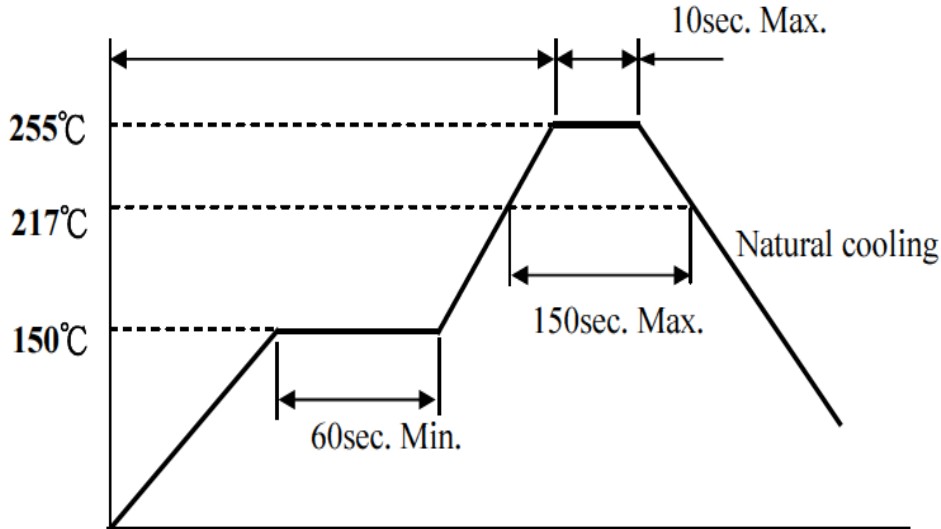 10sec. Max.
255℃
217℃
Natural cooling
150sec. Max.
150℃
60sec. Min.